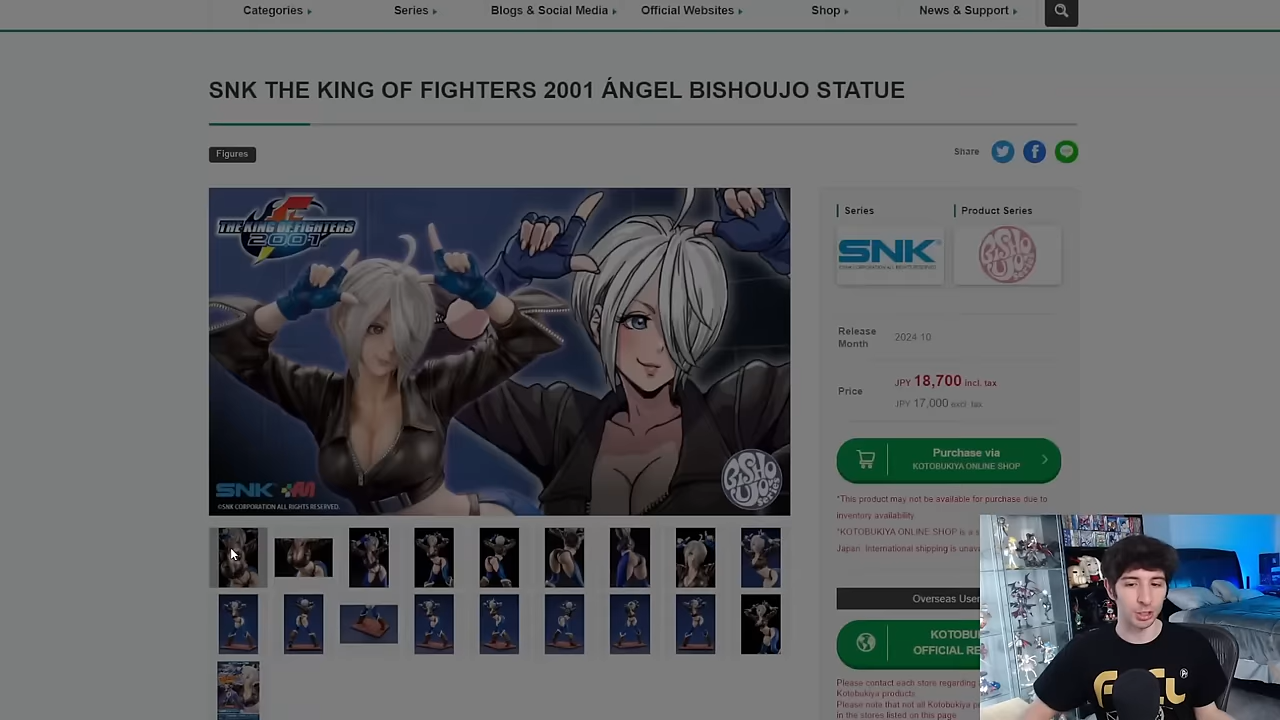 Categories
Series
Blogs & Social Media
Official Websites
Shop
News & Support
SNK THE KING OF FIGHTERS 2001 ÁNGEL BISHOUJO STATUE
Figures
Share
THE KING OF FIGHTERS
2001
SNK
©SNK CORPORATION ALL RIGHTS RESERVED.
BISHOUJO
Series
Product Series
SNK
BISHOUJO
Release
Month
2024 10
Price
JPY 18,700 incl. tax
JPY 17,000 excl. tax
Purchase via
KOTOBUKIYA ONLINE SHOP
*This product may not be available for purchase due to
inventory availability
*KOTOBUKIYA ONLINE SHOP is a s
Japan International shipping is unav
Overseas User
KOTOBU
OFFICIAL RE
Please contact each store regarding
Kotobukiya products
Please note that not all Kotobukiya pr
in the stores listed on this page